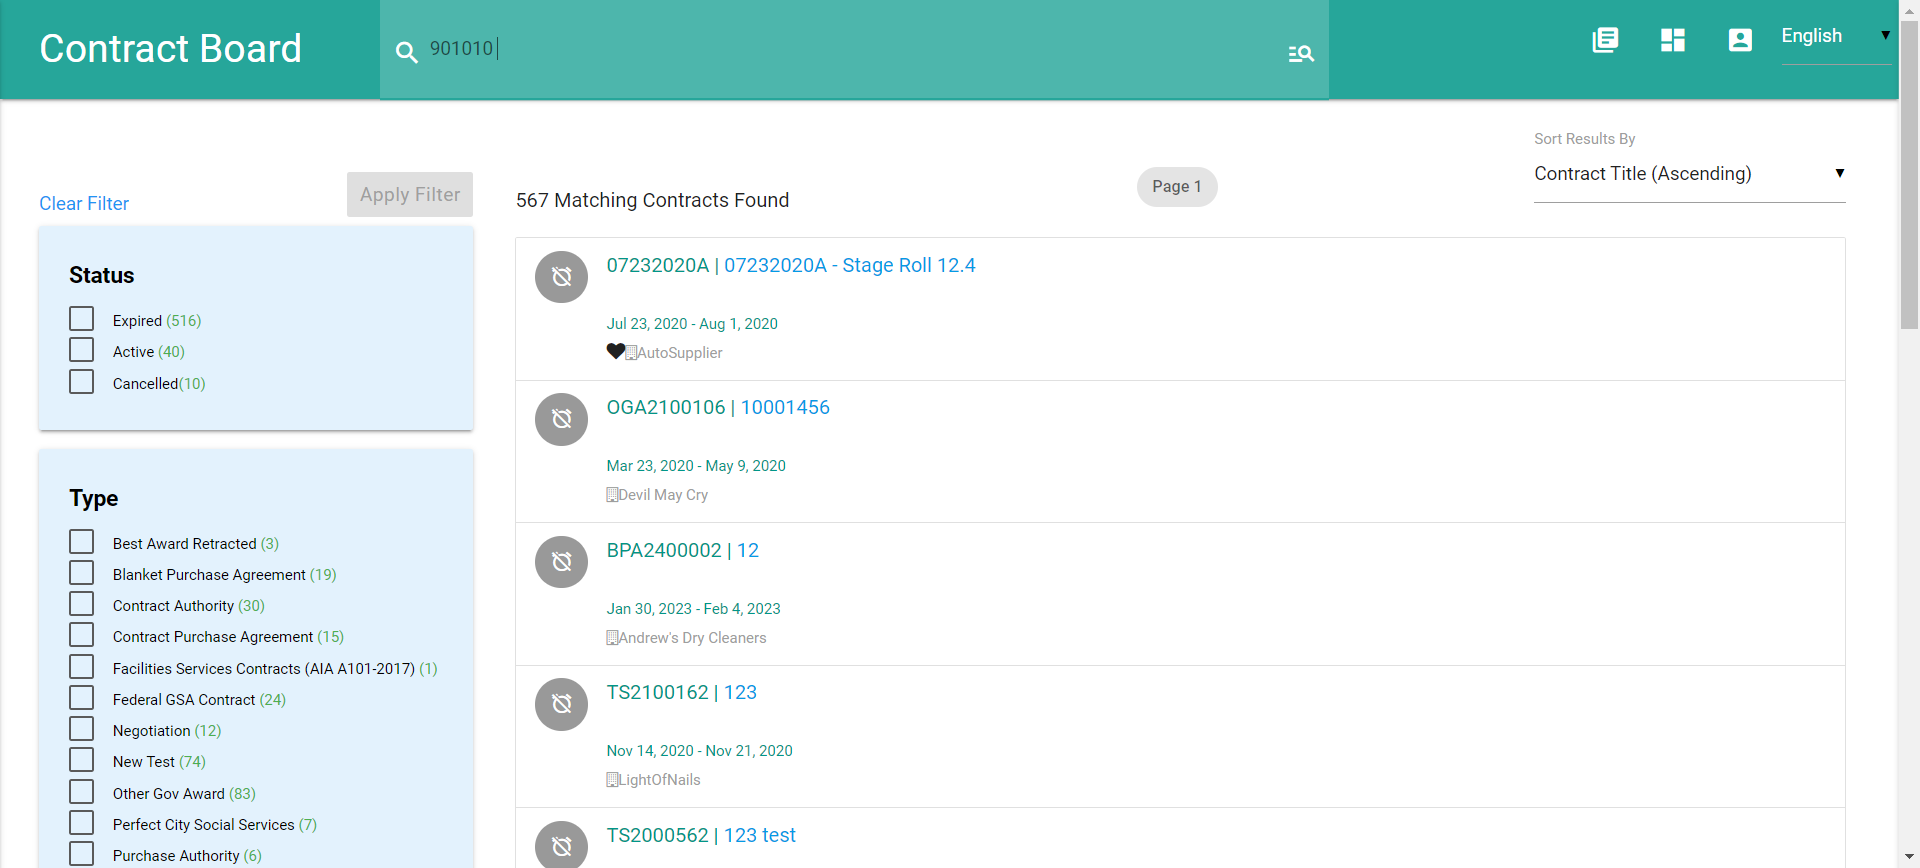 Contract Board
901010
English
Sort Results By
Contract Title (Ascending)
Clear Filter
Apply Filter
567 Matching Contracts Found
Page 1
Status
Expired (516)
Active (40)
Cancelled(10)
Type
Best Award Retracted (3)
Blanket Purchase Agreement (19)
Contract Authority (30)
Contract Purchase Agreement (15)
Facilities Services Contracts (AIA A101-2017) (1)
Federal GSA Contract (24)
Negotiation (12)
New Test (74)
Other Gov Award (83)
Perfect City Social Services (7)
Purchase Authority (6)
07232020A | 07232020A - Stage Roll 12.4
Jul 23, 2020 - Aug 1, 2020
AutoSupplier
OGA2100106 | 10001456
Mar 23, 2020 - May 9, 2020
Devil May Cry
BPA2400002 | 12
Jan 30, 2023 - Feb 4, 2023
Andrew's Dry Cleaners
TS2100162 | 123
Nov 14, 2020 - Nov 21, 2020
LightOfNails
TS2000562 | 123 test